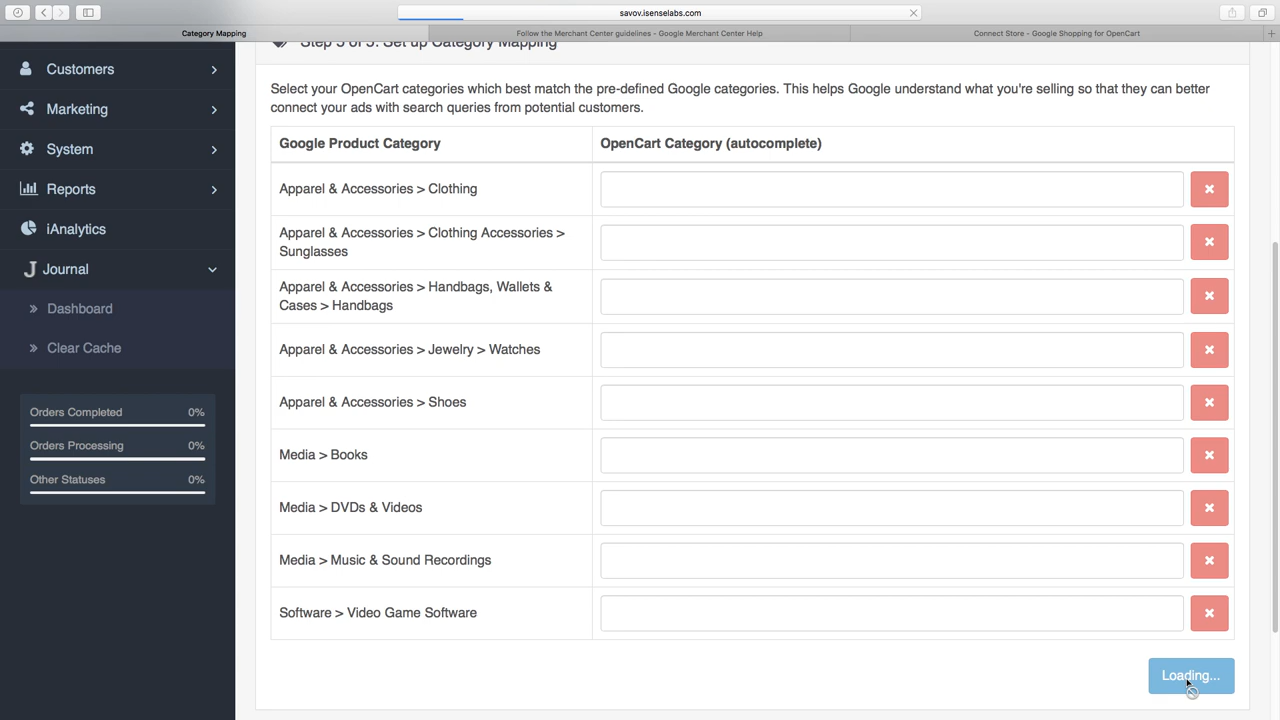 savov.isenselabs.com
Category Mapping
Follow the Merchant Center guidelines - Google Merchant Center Help
Connect Store - Google Shopping for OpenCart
Customers
Marketing
System
Reports
iAnalytics
Journal
Dashboard
Clear Cache
Orders Completed 0%
Orders Processing 0%
Other Statuses 0%
Step 5 of 5: Set up Category Mapping
Select your OpenCart categories which best match the pre-defined Google categories. This helps Google understand what you're selling so that they can better
connect your ads with search queries from potential customers.
Google Product Category OpenCart Category (autocomplete)
Apparel & Accessories > Clothing
Apparel & Accessories > Clothing Accessories >
Sunglasses
Apparel & Accessories > Handbags, Wallets &
Cases > Handbags
Apparel & Accessories > Jewelry > Watches
Apparel & Accessories > Shoes
Media > Books
Media > DVDs & Videos
Media > Music & Sound Recordings
Software > Video Game Software
Loading...